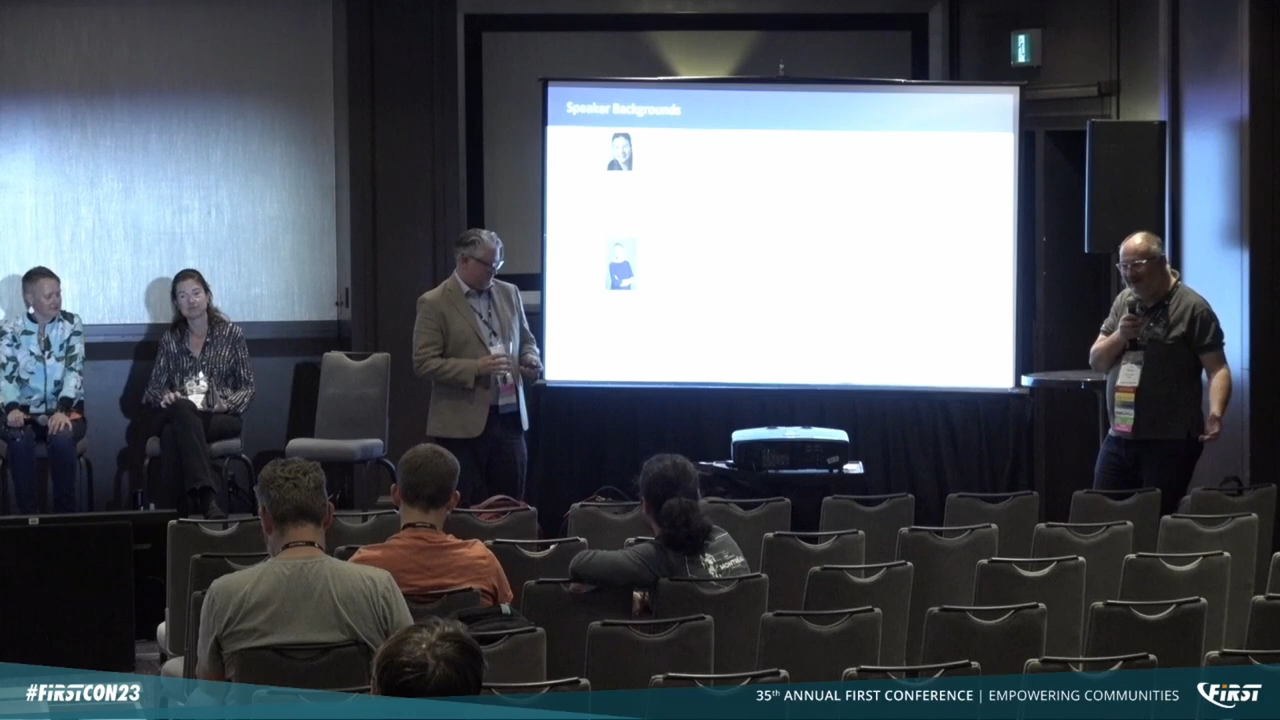 Speaker Backgrounds
#FIRSTCON23
35th ANNUAL FIRST CONFERENCE | EMPOWERING COMMUNITIES
FIRST